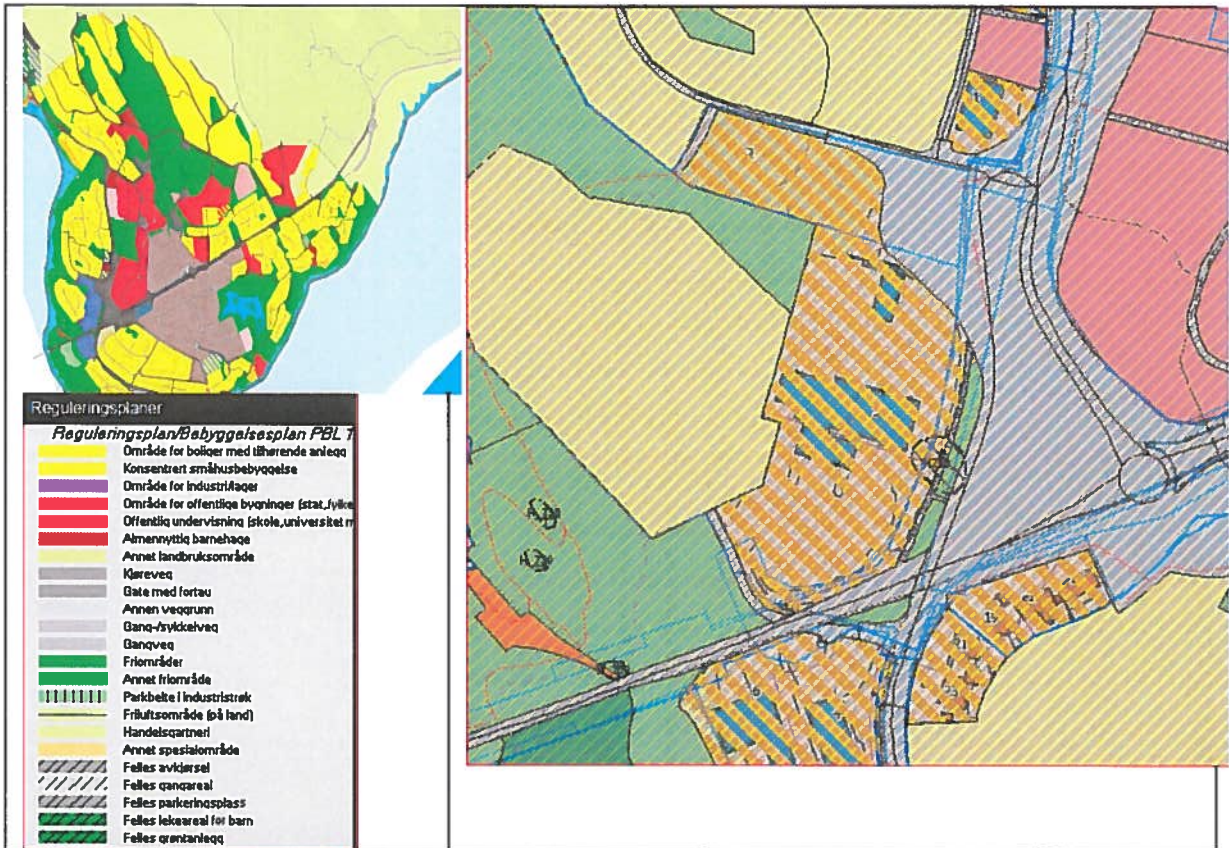 Reguleringsplaner
Reguleringsplan/Bebyggelsesplan PBL 1
Område for boliger med tilhørende anlegg
Konsentrert småhusbebyggelse
Område for industri/lager
Område for offentlige bygninger (stat,fylke
Offentlig undervisning (skole,universitet m
Almennyttig barnehage
Annet landbruksområde
Kjøreveg
Gate med fortau
Annen veggrunn
Gang-/sykkelveg
Gangveg
Friområder
Annet friområde
Parkbelte i industristrøk
Friluftsområde (på land)
Handelsgartneri
Annet spesialområde
Felles avkjørsel
Felles gangareal
Felles parkeringsplass
Felles lekeareal for barn
Felles grøntanlegg